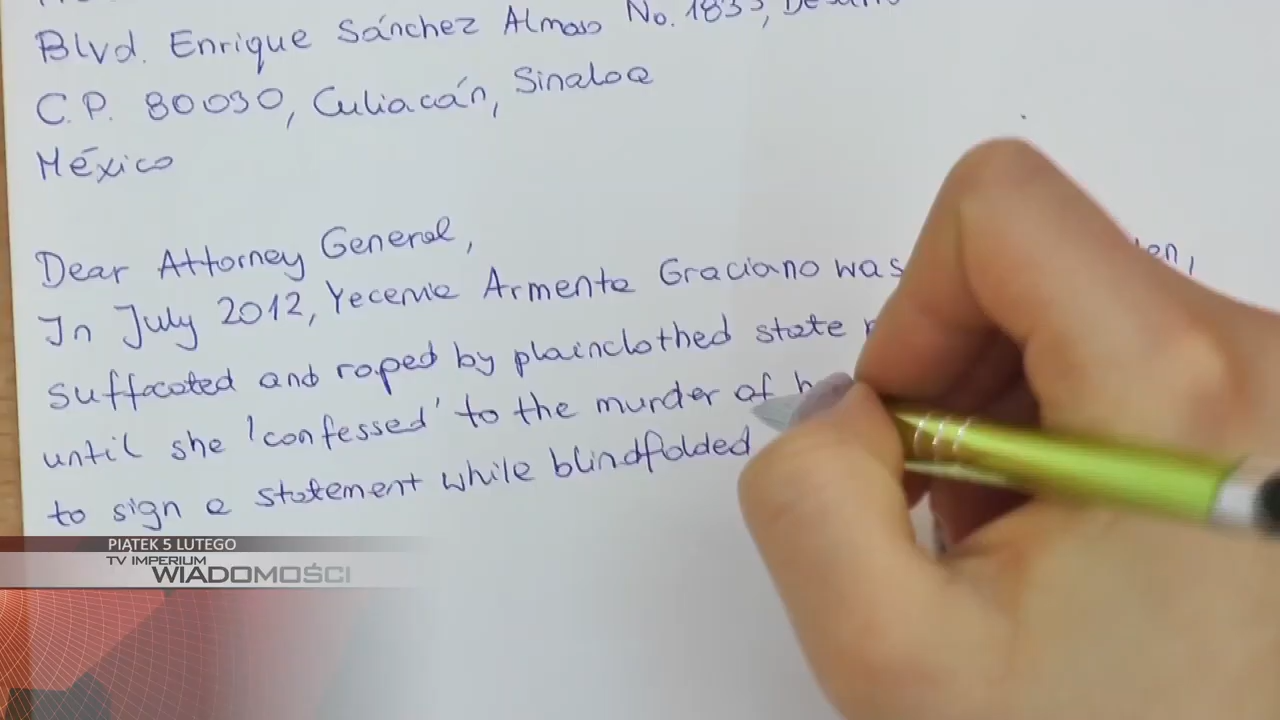 Blvd. Enrique Sánchez Almaso No. 1833,
C.P. 80030, Culiacán, Sinaloa
México
Dear Attorney General,
In July 2012, Yecenia Armenta Graciano was
suffocated and raped by plainclothed state
until she 'confessed' to the murder of
to sign a statement while blindfolded
PIĄTEK 5 LUTEGO
TV IMPERIUM
WIADOMOŚCI